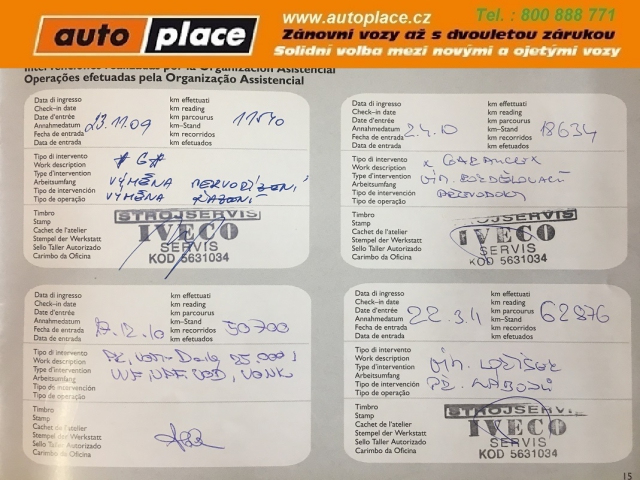 auto place
www.autoplace.cz
Tel. : 800 888 771
Zánovní vozy až s dvouletou zárukou
Solidní volba mezi novými a ojetými vozy
Operações efetuadas pela Organização Assistencial
Data di ingresso
Check–in date
Date d'entrée
Annahmedatum
Fecha de entrada
Data de entrada
23.11.09
km effettuati
km reading
km parcourus
km–Stand
km recorridos
km efetuados
11540
Tipo di intervento
Work description
Type d'intervention
Arbeitsumfang
Tipo de intervención
Tipo de operação
VÝMĚNA
VÝMĚNA
Timbro
Stamp
Cachet de l'atelier
Stempel der Werkstatt
Sello Taller Autorizado
Carimbo da Oficina
STROJSERVIS
IVECO
SERVIS
KOD 5631034
Data di ingresso
Check–in date
Date d'entrée
Annahmedatum
Fecha de entrada
Data de entrada
2.4.10
km effettuati
km reading
km parcourus
km–Stand
km recorridos
km efetuados
18634
Tipo di intervento
Work description
Type d'intervention
Arbeitsumfang
Tipo de intervención
Tipo de operação
PŘEVODOVKY
Timbro
Stamp
Cachet de l'atelier
Stempel der Werkstatt
Sello Taller Autorizado
Carimbo da Oficina
STROJSERVIS
IVECO
SERVIS
KOD 5631034
Data di ingresso
Check–in date
Date d'entrée
Annahmedatum
Fecha de entrada
Data de entrada
17.12.10
km effettuati
km reading
km parcourus
km–Stand
km recorridos
km efetuados
50700
Tipo di intervento
Work description
Type d'intervention
Arbeitsumfang
Tipo de intervención
Tipo de operação
Timbro
Stamp
Cachet de l'atelier
Stempel der Werkstatt
Sello Taller Autorizado
Carimbo da Oficina
Data di ingresso
Check–in date
Date d'entrée
Annahmedatum
Fecha de entrada
Data de entrada
22.3.11
km effettuati
km reading
km parcourus
km–Stand
km recorridos
km efetuados
62876
Tipo di intervento
Work description
Type d'intervention
Arbeitsumfang
Tipo de intervención
Tipo de operação
Timbro
Stamp
Cachet de l'atelier
Stempel der Werkstatt
Sello Taller Autorizado
Carimbo da Oficina
STROJSERVIS
IVECO
SERVIS
KOD 5631034
15